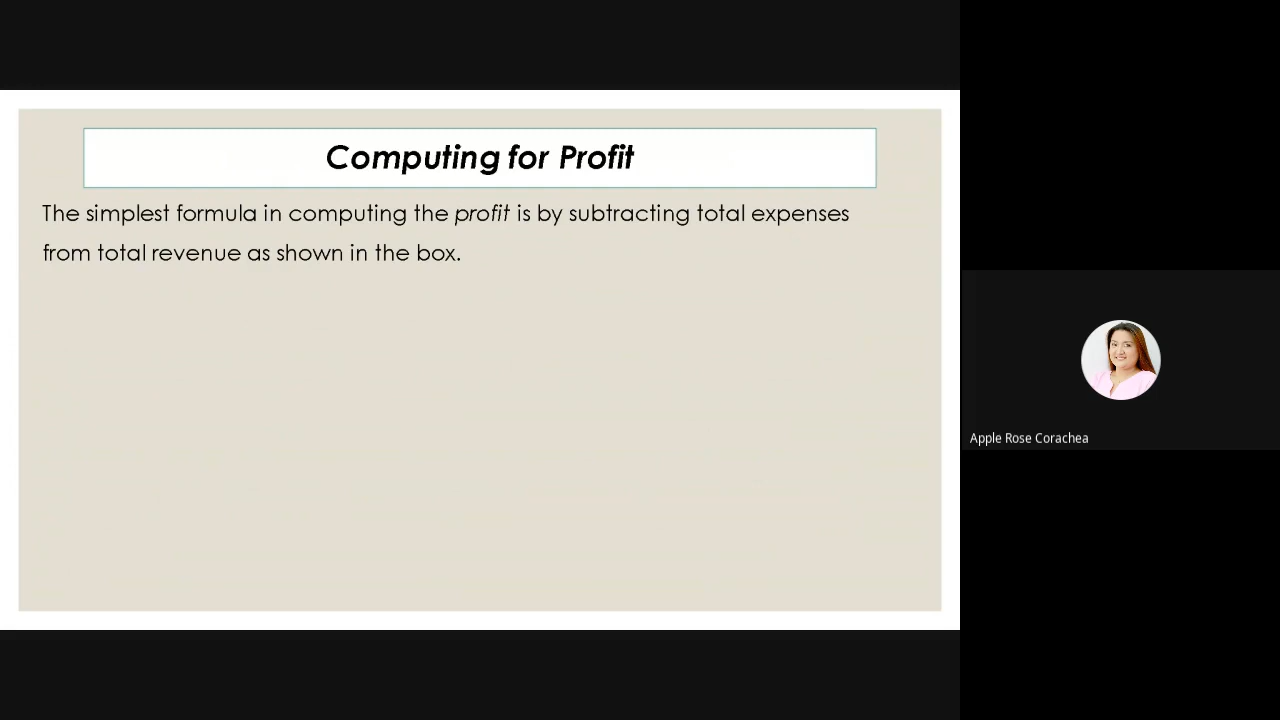 Computing for Profit
The simplest formula in computing the profit is by subtracting total expenses
from total revenue as shown in the box.
Apple Rose Corachea